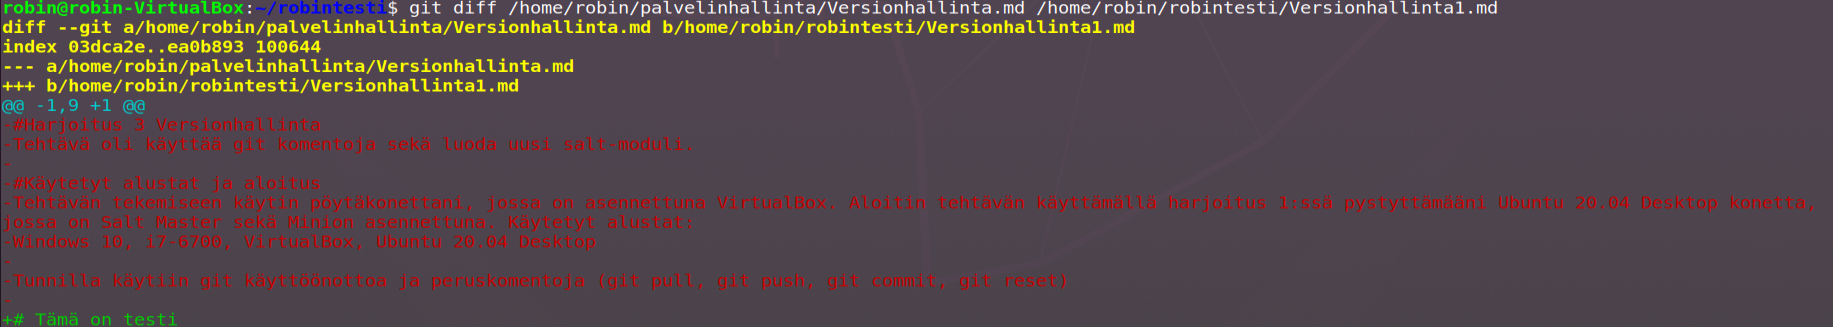 robin@robin-VirtualBox:~/robintesti$ git diff /home/robin/palvelinhallinta/Versionhallinta.md /home/robin/robintesti/Versionhallinta1.md
diff --git a/home/robin/palvelinhallinta/Versionhallinta.md b/home/robin/robintesti/Versionhallinta1.md
index 03dca2e..ea0b893 100644
--- a/home/robin/palvelinhallinta/Versionhallinta.md
+++ b/home/robin/robintesti/Versionhallinta1.md
@@ -1,9 +1 @@
-#Harjoitus 3 Versionhallinta
-Tehtävä oli käyttää git komentoja sekä luoda uusi salt-moduli.
-
-#Käytetyt alustat ja aloitus
-Tehtävän tekemiseen käytin pöytäkonettani, jossa on asennettuna VirtualBox. Aloitin tehtävän käyttämällä harjoitus 1:ssä pystyttämääni Ubuntu 20.04 Desktop konetta,
jossa on Salt Master sekä Minion asennettuna. Käytetyt alustat:
-Windows 10, i7-6700, VirtualBox, Ubuntu 20.04 Desktop
-
-Tunnilla käytiin git käyttöönottoa ja peruskomentoja (git pull, git push, git commit, git reset)
-
+# Tämä on testi